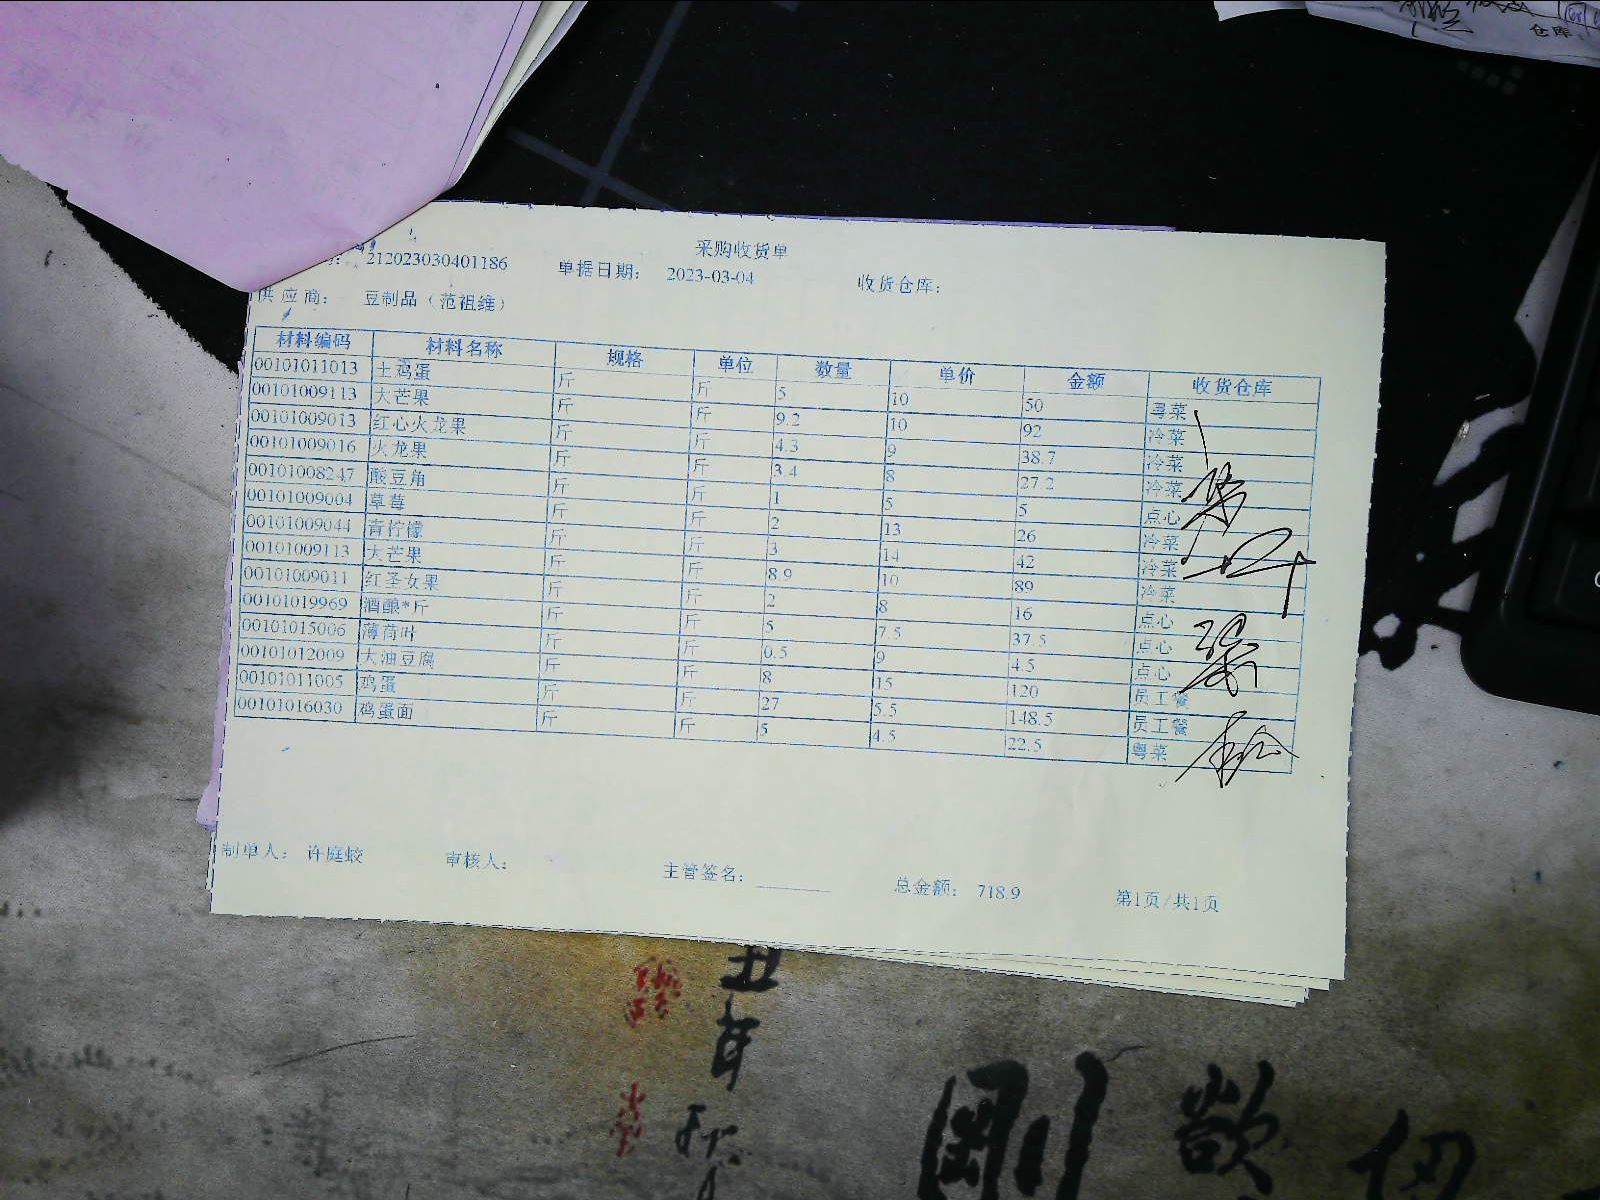 仓库:
采购收货单
212023030401186 单据日期: 2023-03-04 收货仓库:
供应商: 豆制品（范祖维）
材料编码 材料名称 规格 单位 数量 单价 金额 收货仓库
00101011013 土鸡蛋 斤 斤 5 10 50 粤菜
00101009113 大芒果 斤 斤 9.2 10 92 冷菜
00101009013 红心火龙果 斤 斤 4.3 9 38.7 冷菜
00101009016 火龙果 斤 斤 3.4 8 27.2 冷菜
00101008247 酸豆角 斤 斤 1 5 5 点心
00101009004 草莓 斤 斤 2 13 26 冷菜
00101009044 青柠檬 斤 斤 3 14 42 冷菜
00101009113 大芒果 斤 斤 8.9 10 89 冷菜
00101009011 红圣女果 斤 斤 2 8 16 点心
00101019969 酒酿*斤 斤 斤 5 7.5 37.5 点心
00101015006 薄荷叶 斤 斤 0.5 9 4.5 点心
00101012009 大油豆腐 斤 斤 8 15 120 员工餐
00101011005 鸡蛋 斤 斤 27 5.5 148.5 员工餐
00101016030 鸡蛋面 斤 斤 5 4.5 22.5 粤菜
制单人: 许庭蛟 审核人: 主管签名: 总金额: 718.9 第1页/共1页
剛
欲